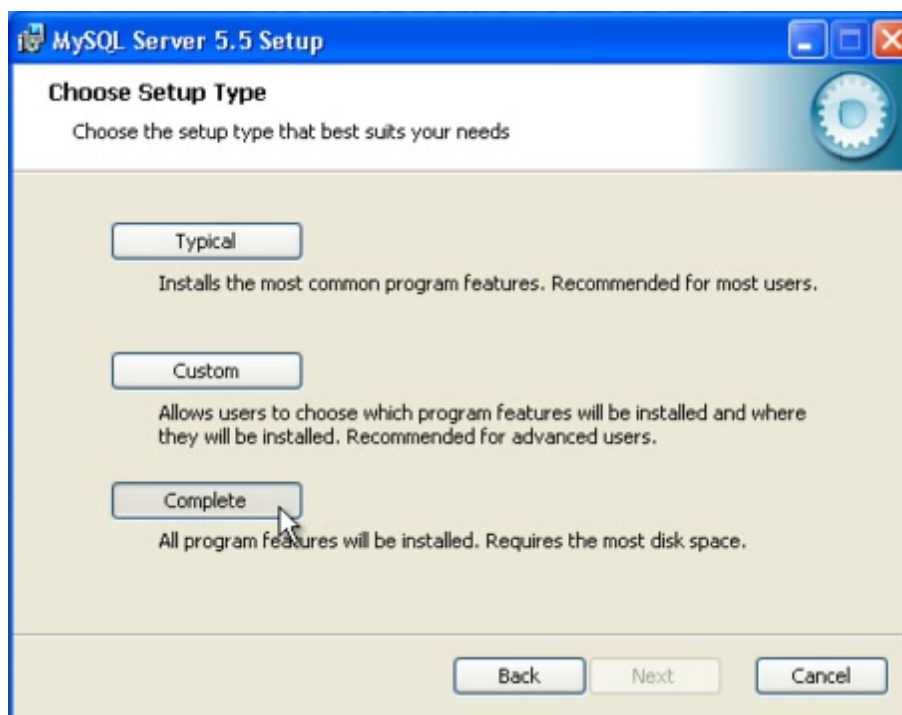 MySQL Server 5.5 Setup
Choose Setup Type
Choose the setup type that best suits your needs
Typical
Installs the most common program features. Recommended for most users.
Custom
Allows users to choose which program features will be installed and where
they will be installed. Recommended for advanced users.
Complete
All program features will be installed. Requires the most disk space.
Back Next Cancel